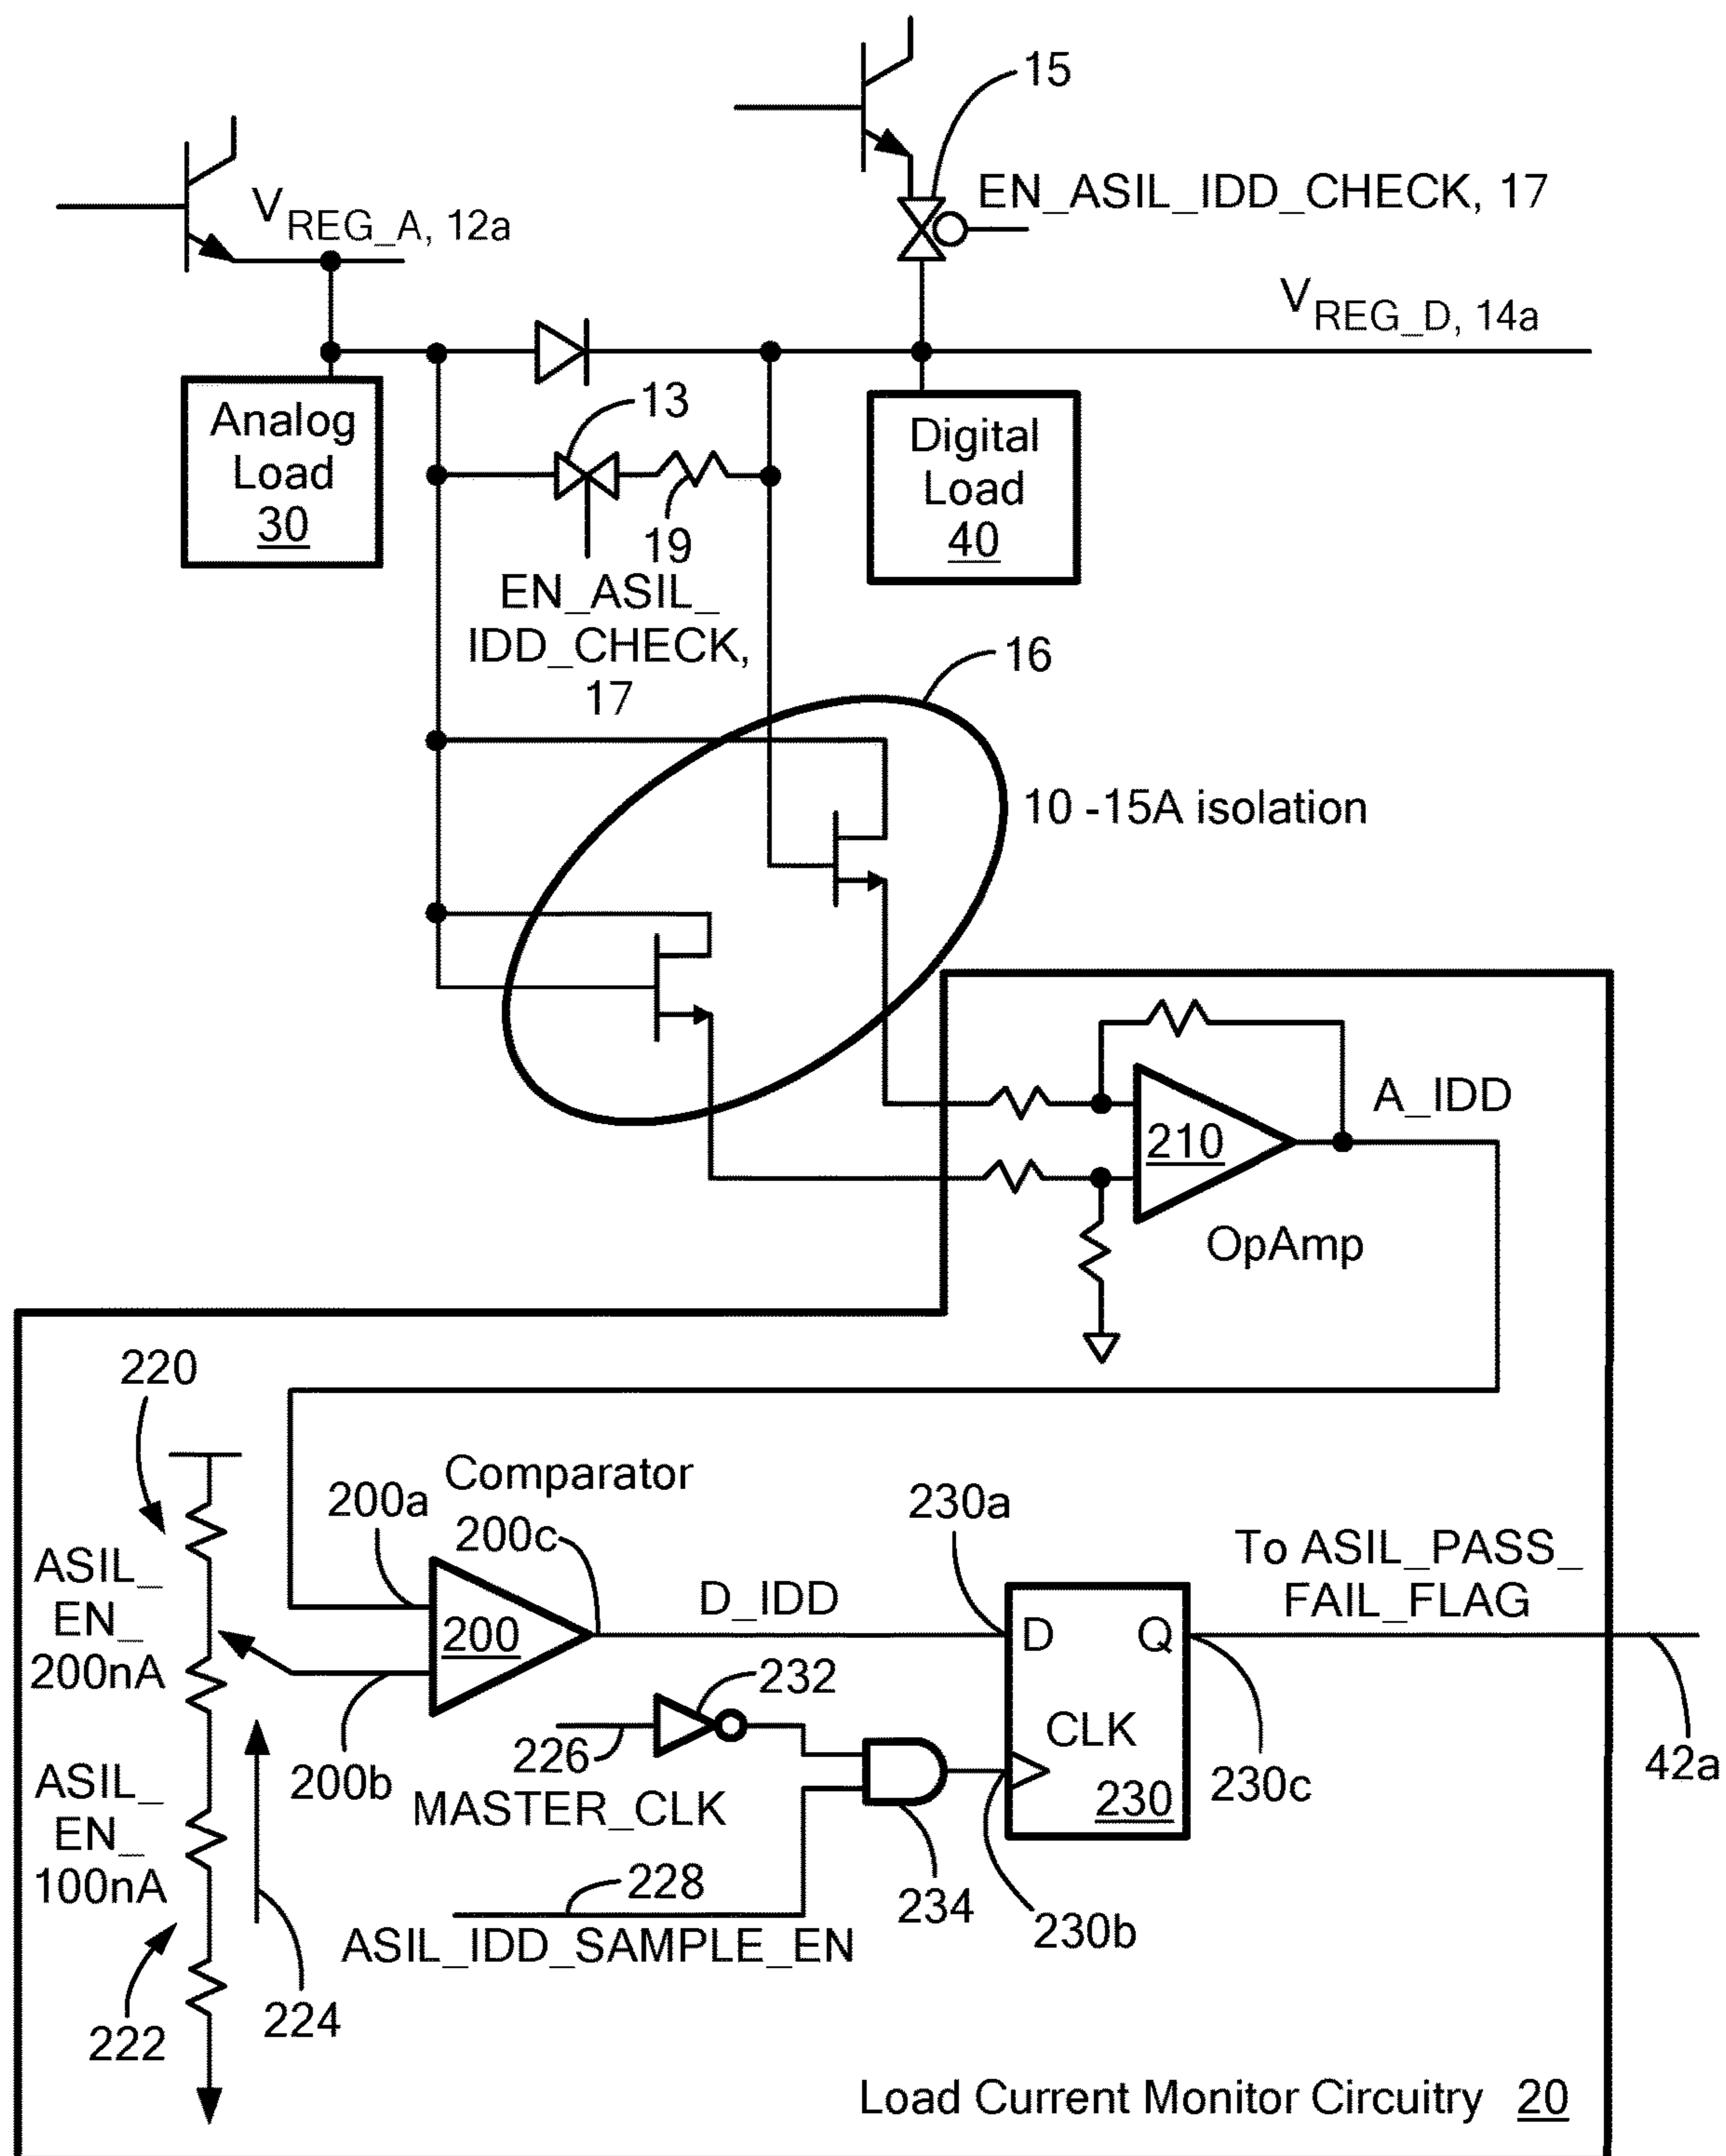 15
EN_ASIL_IDD_CHECK, 17
V REG_A, 12a
V REG_D, 14a
Analog
Load
30
13
19
Digital
Load
40
EN_ASIL_
IDD_CHECK,
17
16
10 -15A isolation
A_IDD
210
OpAmp
220
Comparator
200a
200c
230a
To ASIL_PASS_
FAIL_FLAG
ASIL_
EN_
200nA
200
D_IDD
D
Q
232
CLK
226
200b
MASTER_CLK
230
230c
42a
ASIL_
EN_
100nA
228
234
230b
ASIL_IDD_SAMPLE_EN
222
224
Load Current Monitor Circuitry 20